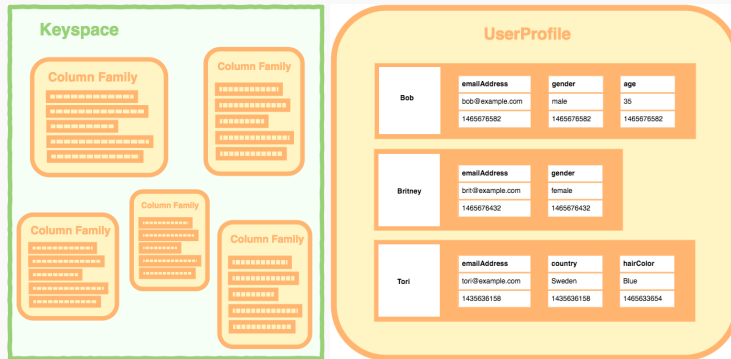 Keyspace
Column Family
Column Family
Column Family
Column Family
Column Family
UserProfile
Bob
emailAddress gender age
bob@example.com male 35
1465676582 1465676582 1465676582
Britney
emailAddress gender
brit@example.com female
1465676432 1465676432
Tori
emailAddress country hairColor
tori@example.com Sweden Blue
1435636158 1435636158 1465633654